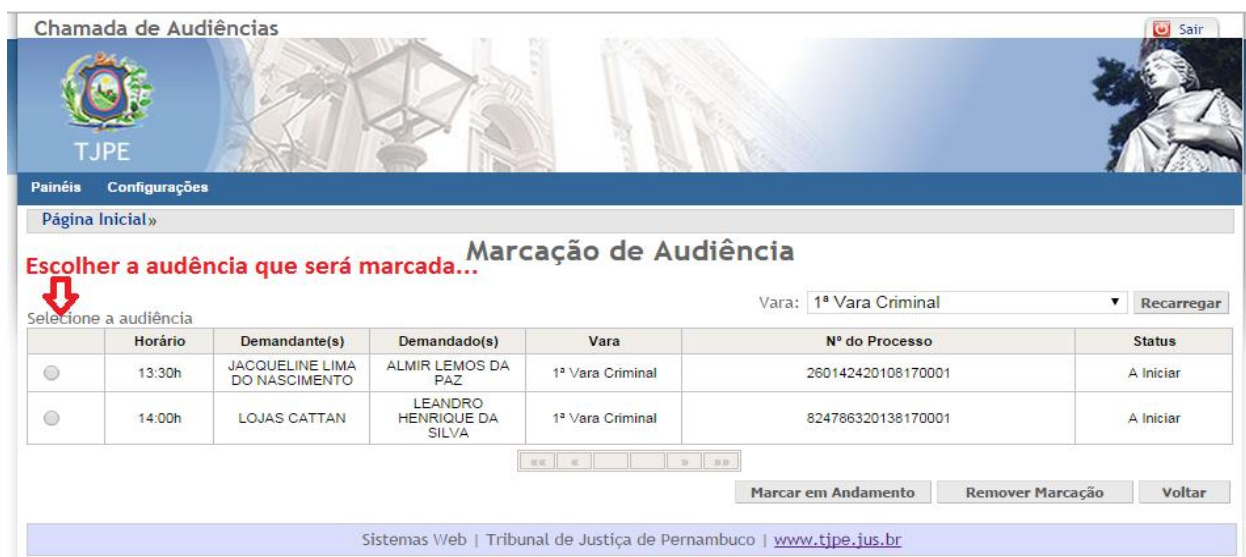 Chamada de Audiências
Sair
TJPE
Painéis Configurações
Página Inicial»
Marcação de Audiência
Escolher a audência que será marcada...
Vara: 1ª Vara Criminal Recarregar
Selecione a audiência
Horário Demandante(s) Demandado(s) Vara Nº do Processo Status
13:30h JACQUELINE LIMA DO NASCIMENTO ALMIR LEMOS DA PAZ 1ª Vara Criminal 260142420108170001 A Iniciar
14:00h LOJAS CATTAN LEANDRO HENRIQUE DA SILVA 1ª Vara Criminal 824786320138170001 A Iniciar
«« « » »»
Marcar em Andamento Remover Marcação Voltar
Sistemas Web | Tribunal de Justiça de Pernambuco | www.tjpe.jus.br